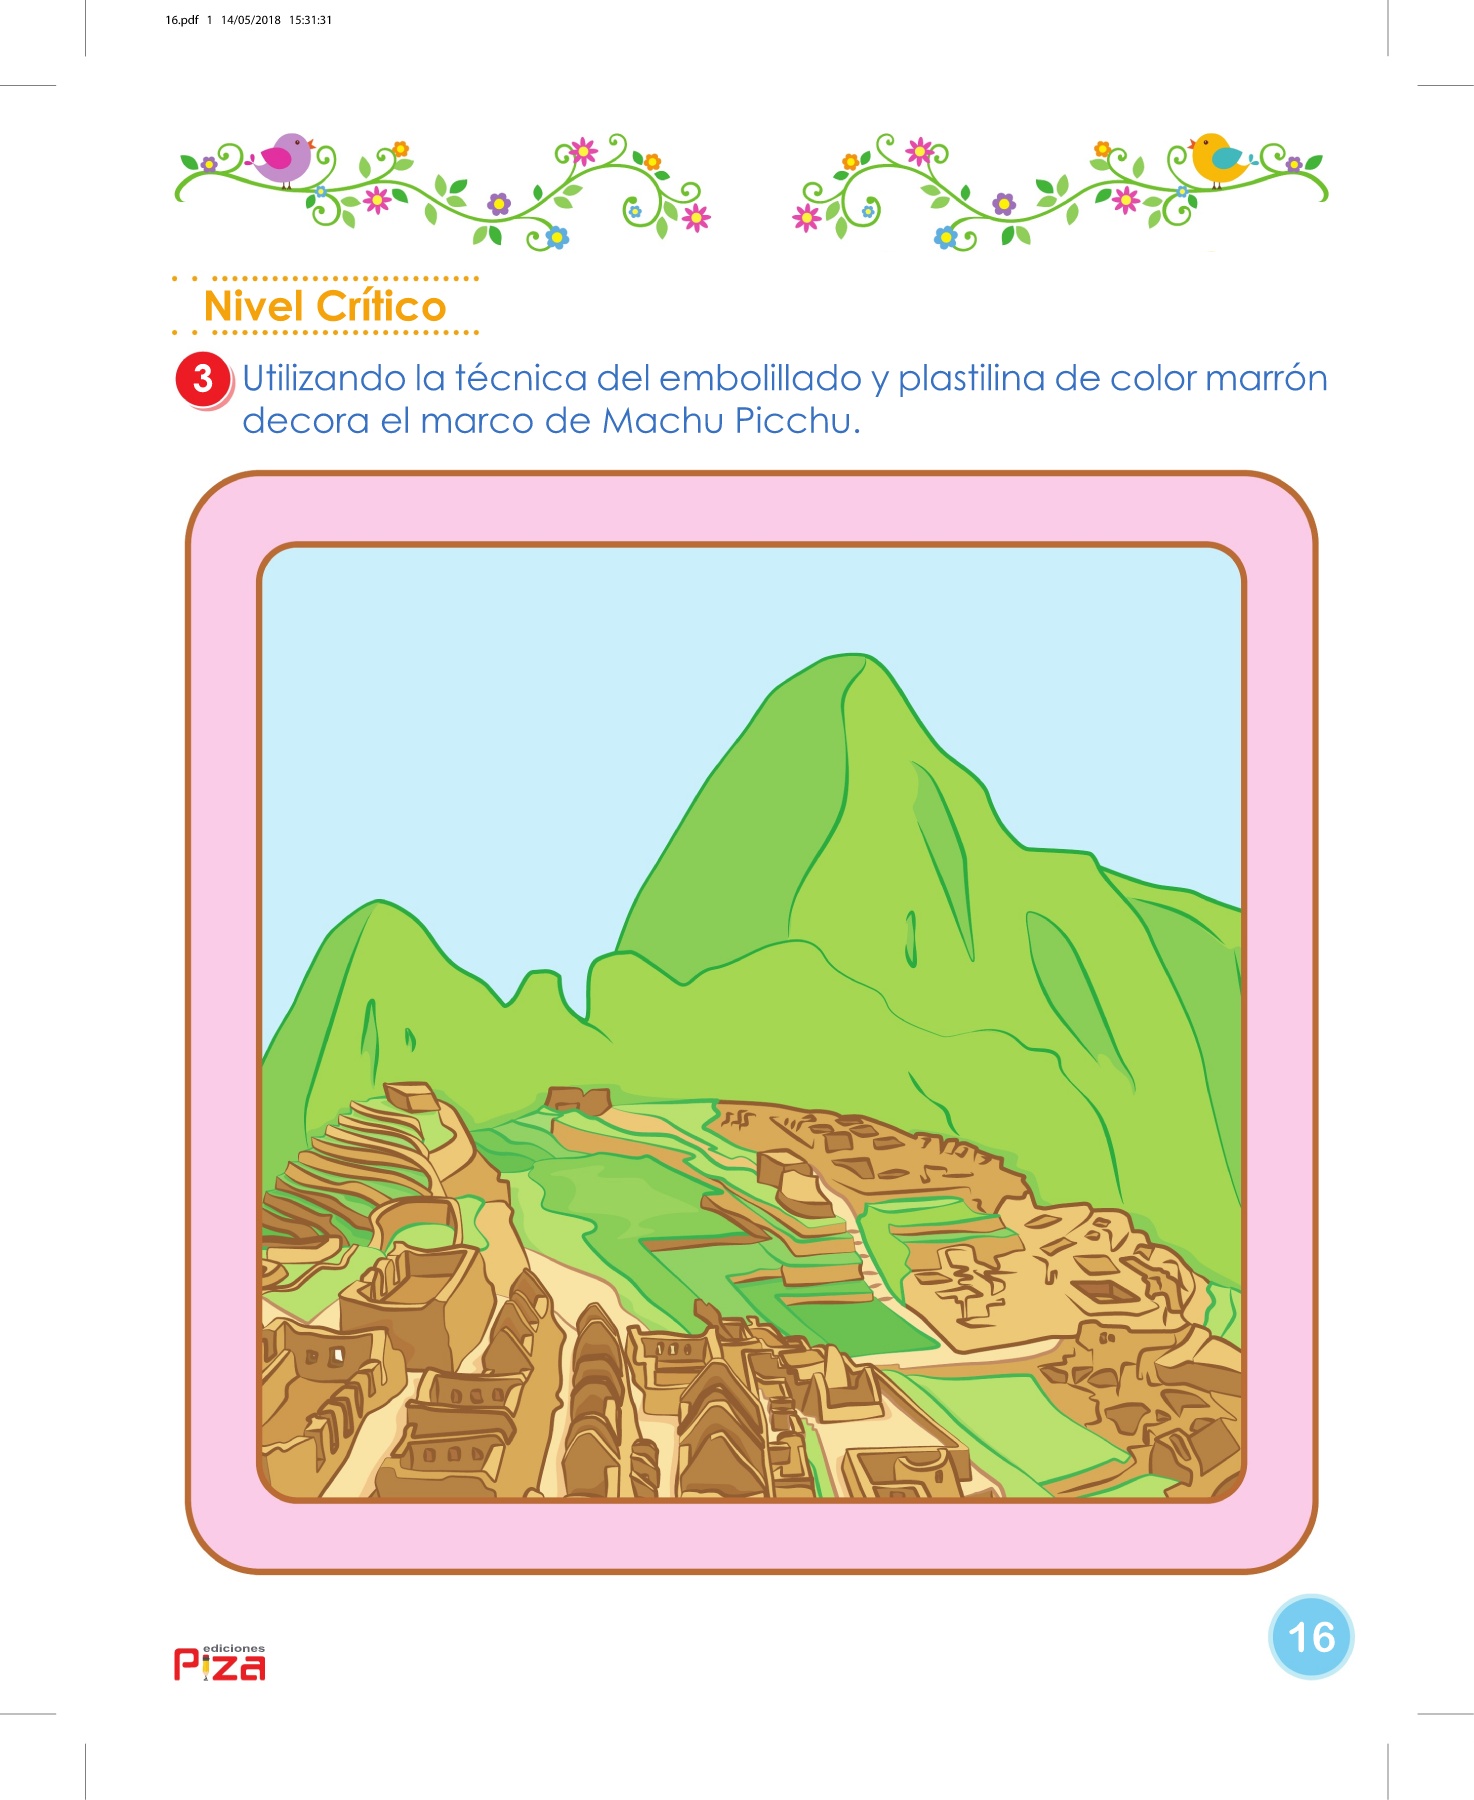 16.pdf 1 14/05/2018 15:31:31
Nivel Crítico
3 Utilizando la técnica del embolillado y plastilina de color marrón
decora el marco de Machu Picchu.
ediciones
Piza
16